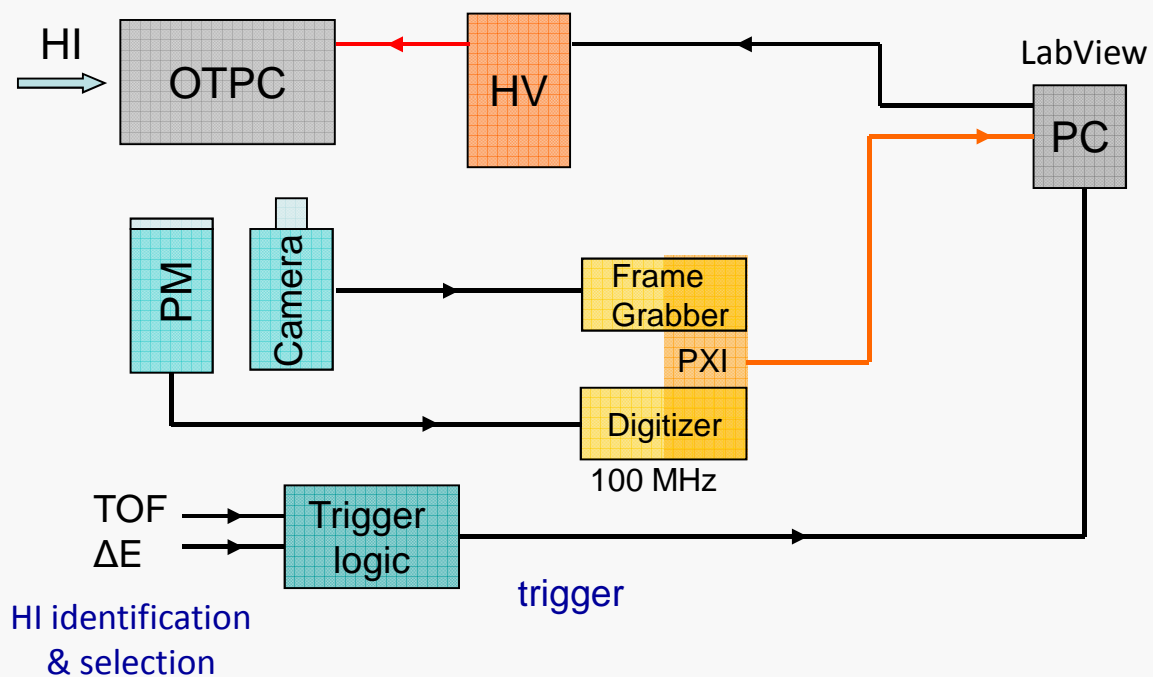 HI
OTPC
HV
LabView
PC
PM
Camera
Frame
Grabber
PXI
Digitizer
100 MHz
TOF
ΔE
Trigger
logic
trigger
HI identification
& selection